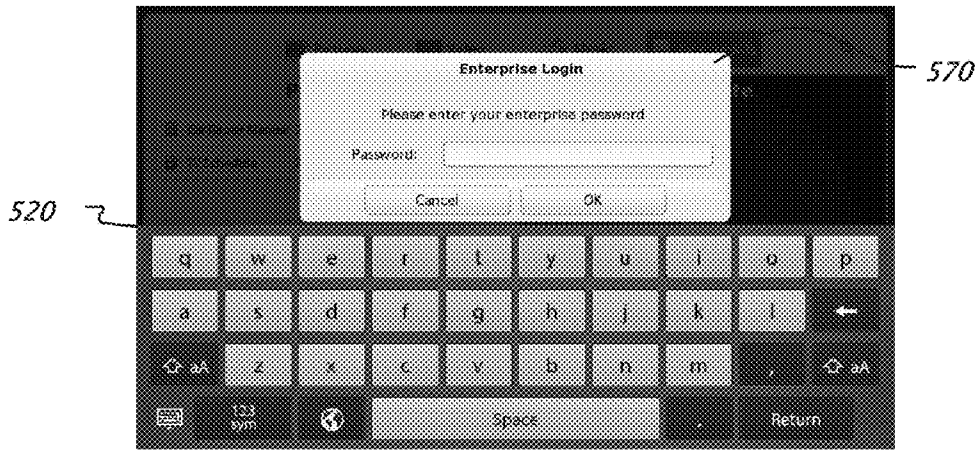 Enterprise Login
570
Please enter your enterprise password
Password:
Cancel
OK
520
q w e r t y u i o p
a s d f g h j k l
aA z x c v b n m , aA
123
sym
Space
.
Return